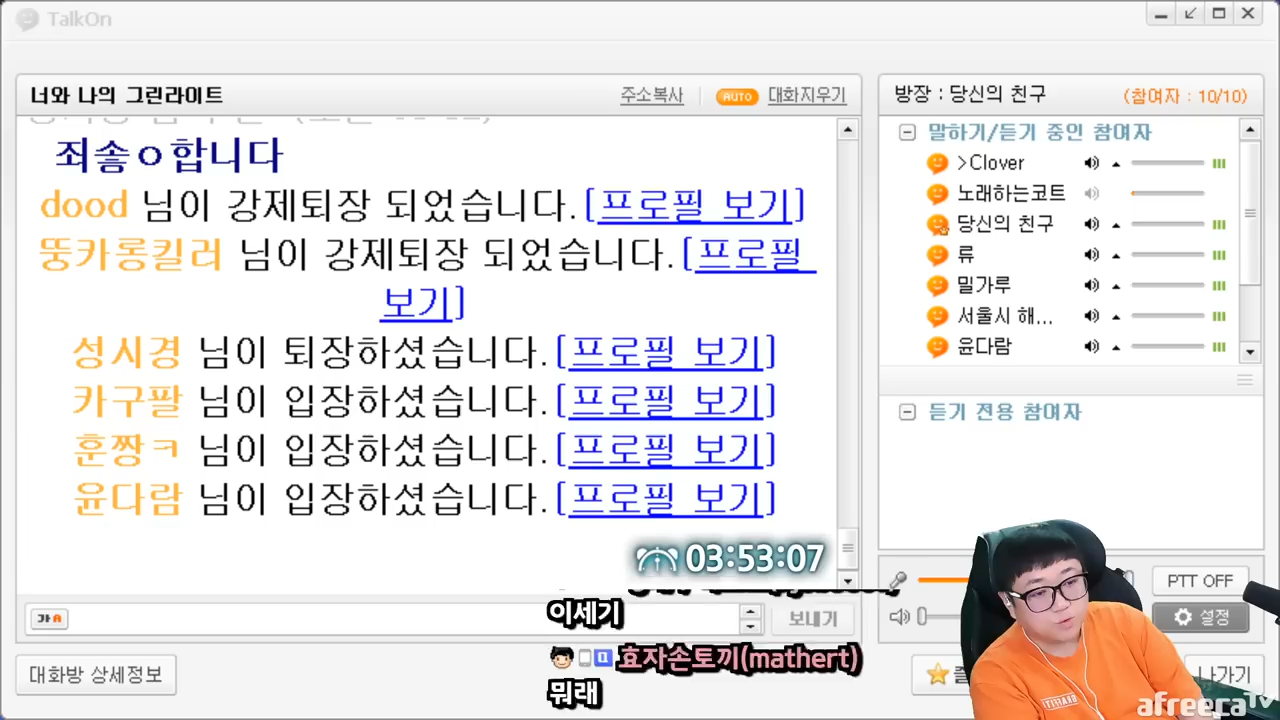 TalkOn
너와 나의 그린라이트
주소복사
AUTO 대화지우기
죄송ㅇ합니다
dood 님이 강제퇴장 되었습니다.[프로필 보기]
뚱카롱킬러 님이 강제퇴장 되었습니다.[프로필
보기]
성시경 님이 퇴장하셨습니다.[프로필 보기]
카구팔 님이 입장하셨습니다.[프로필 보기]
훈짱ㅋ 님이 입장하셨습니다.[프로필 보기]
윤다람 님이 입장하셨습니다.[프로필 보기]
03:53:07
가A
보내기
대화방 상세정보
이세기
효자손토끼(mathert)
뭐래
방장 : 당신의 친구
(참여자 : 10/10)
말하기/듣기 중인 참여자
>Clover
노래하는코트
당신의 친구
류
밀가루
서울시 해...
윤다람
듣기 전용 참여자
PTT OFF
설정
나가기
afreecaTV